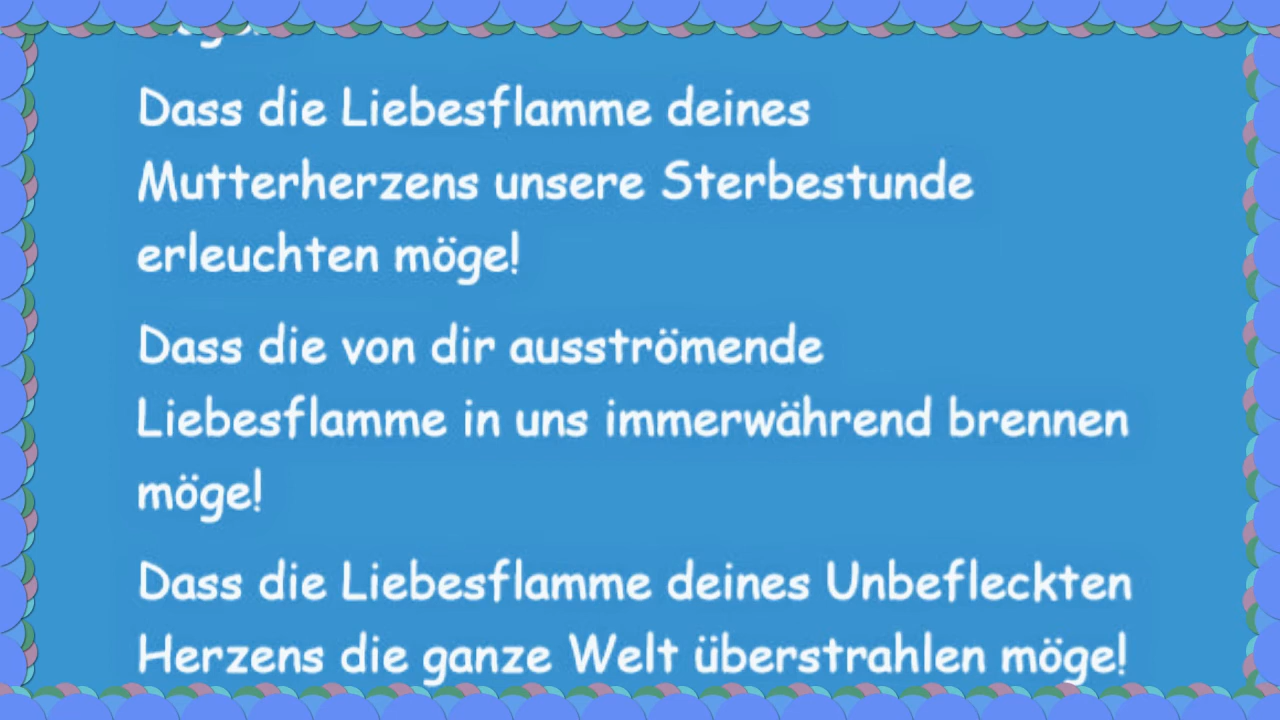 Dass die Liebesflamme deines
Mutterherzens unsere Sterbestunde
erleuchten möge!
Dass die von dir ausströmende
Liebesflamme in uns immerwährend brennen
möge!
Dass die Liebesflamme deines Unbefleckten
Herzens die ganze Welt überstrahlen möge!